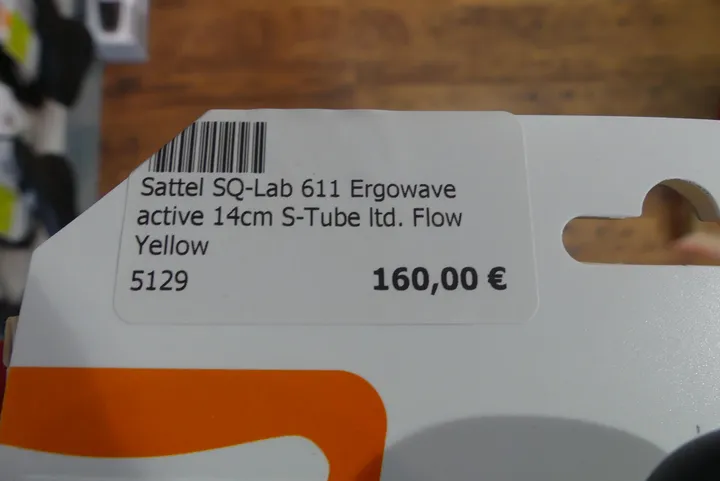 Sattel SQ-Lab 611 Ergowave
active 14cm S-Tube ltd. Flow
Yellow
5129 160,00 €